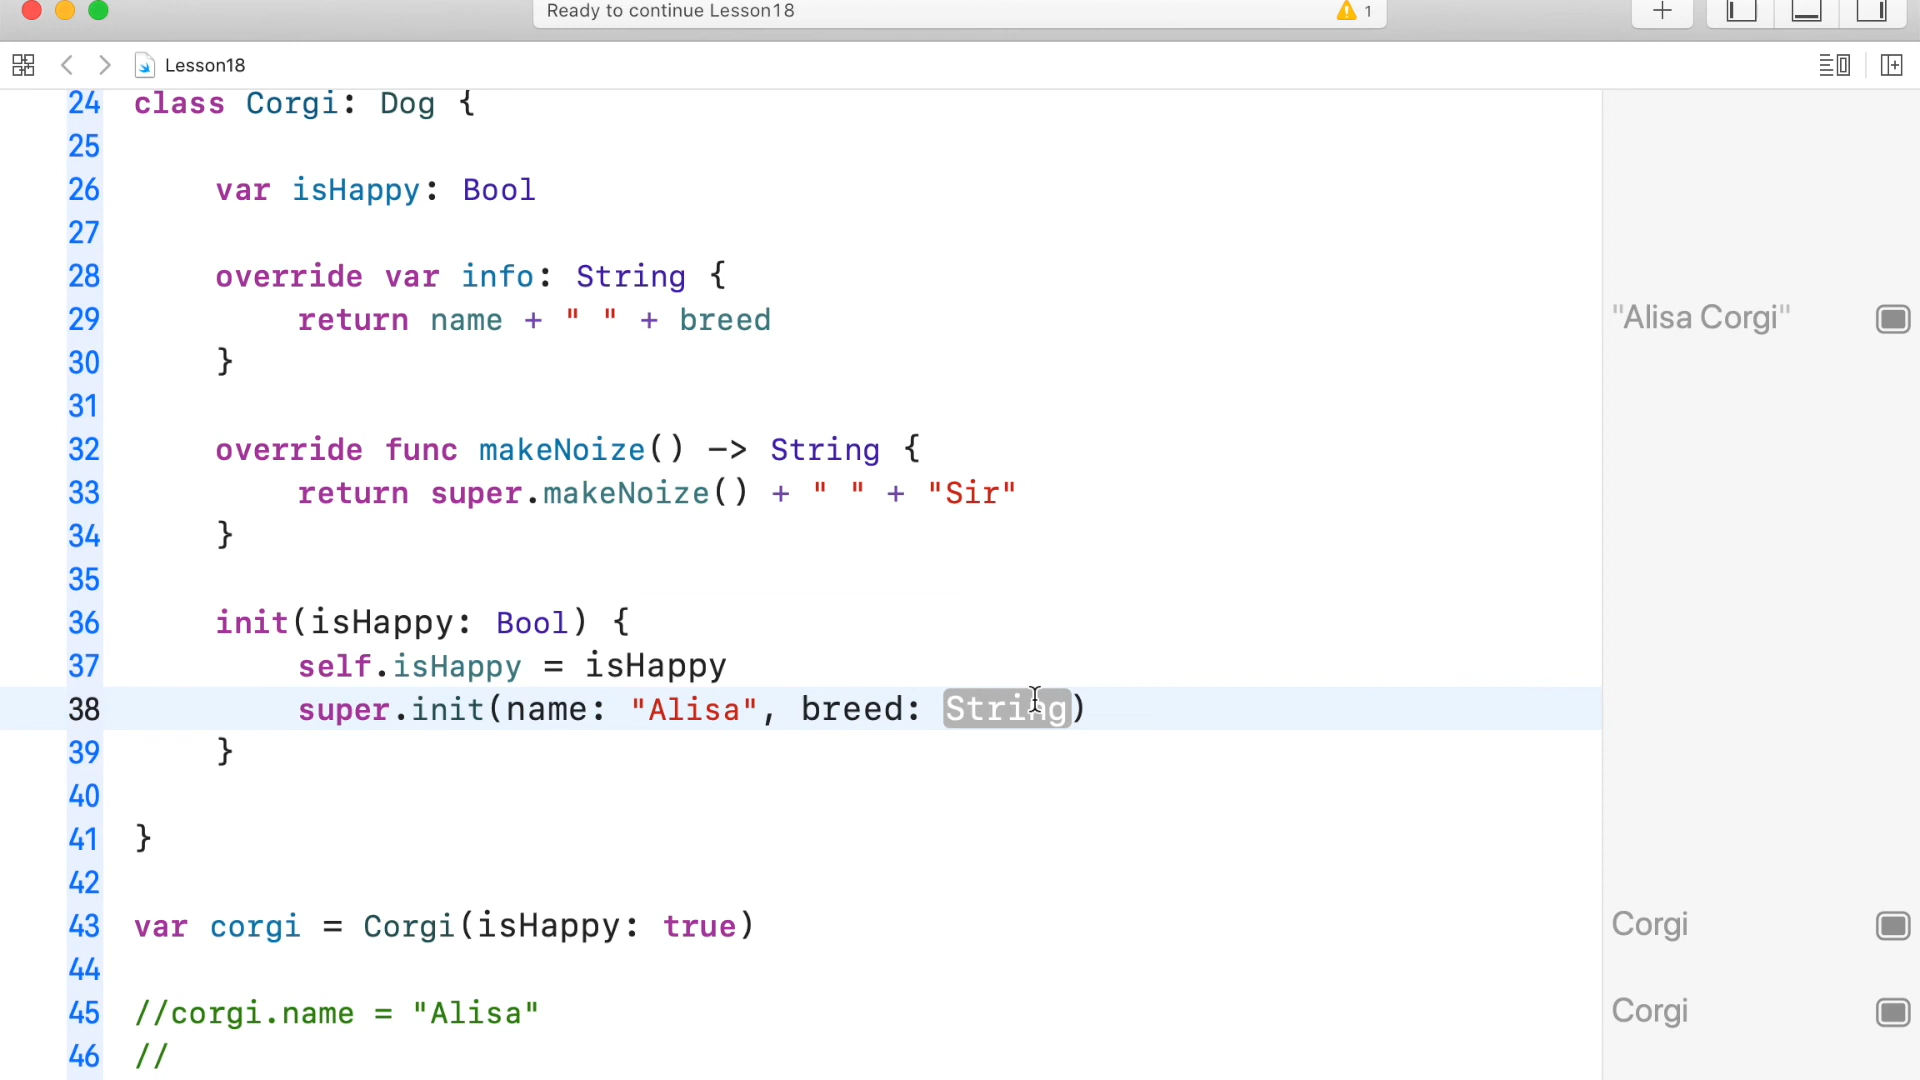 Ready to continue Lesson18 1
Lesson18
24 class Corgi: Dog {
25
26 var isHappy: Bool
27
28 override var info: String {
29 return name + " " + breed "Alisa Corgi"
30 }
31
32 override func makeNoize() -> String {
33 return super.makeNoize() + " " + "Sir"
34 }
35
36 init(isHappy: Bool) {
37 self.isHappy = isHappy
38 super.init(name: "Alisa", breed: String)
39 }
40
41 }
42
43 var corgi = Corgi(isHappy: true) Corgi
44
45 //corgi.name = "Alisa" Corgi
46 //